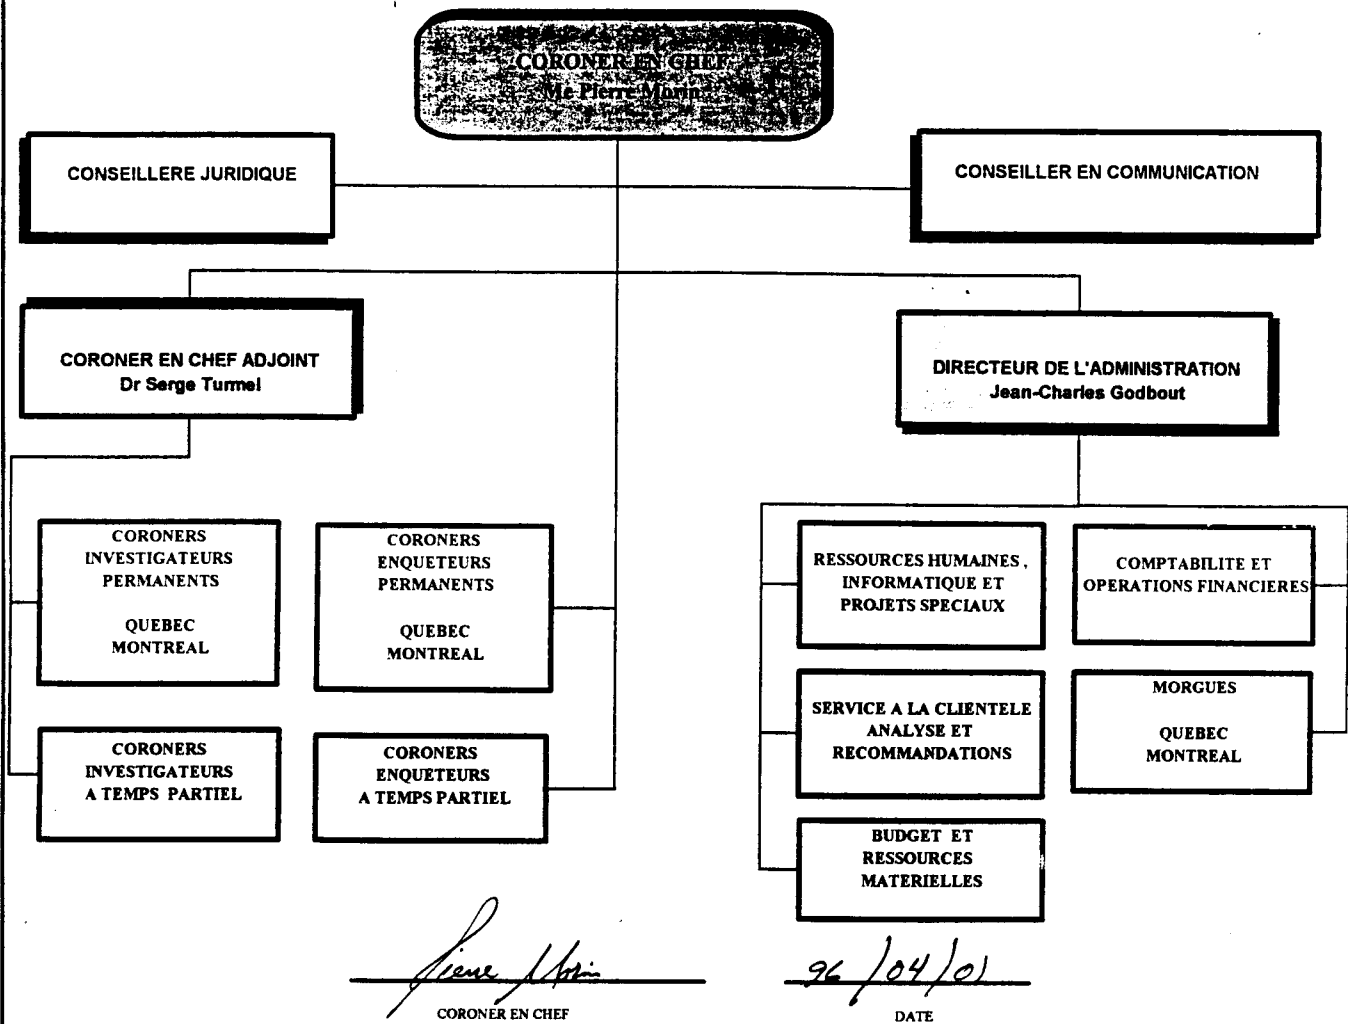 CORONER EN CHEF
Me Pierre Morin
CONSEILLERE JURIDIQUE
CONSEILLER EN COMMUNICATION
CORONER EN CHEF ADJOINT
Dr Serge Turmel
DIRECTEUR DE L'ADMINISTRATION
Jean-Charles Godbout
CORONERS
INVESTIGATEURS
PERMANENTS
QUEBEC
MONTREAL
CORONERS
ENQUETEURS
PERMANENTS
QUEBEC
MONTREAL
RESSOURCES HUMAINES,
INFORMATIQUE ET
PROJETS SPECIAUX
COMPTABILITE ET
OPERATIONS FINANCIERES
CORONERS
INVESTIGATEURS
A TEMPS PARTIEL
CORONERS
ENQUETEURS
A TEMPS PARTIEL
SERVICE A LA CLIENTELE
ANALYSE ET
RECOMMANDATIONS
MORGUES
QUEBEC
MONTREAL
BUDGET ET
RESSOURCES
MATERIELLES
Pierre Morin
96/04/01
CORONER EN CHEF
DATE